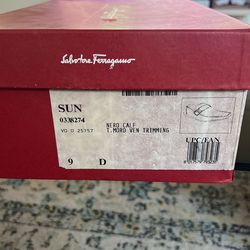 Salvatore Ferragamo
SUN
0338274
VO D 25757
NERO CALF
T.MORO VEN TRIMMING
9 D
UPC/EAN